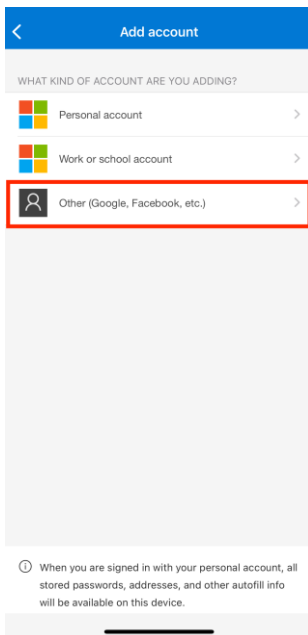 Add account
WHAT KIND OF ACCOUNT ARE YOU ADDING?
Personal account
Work or school account
Other (Google, Facebook, etc.)
When you are signed in with your personal account, all
stored passwords, addresses, and other autofill info
will be available on this device.